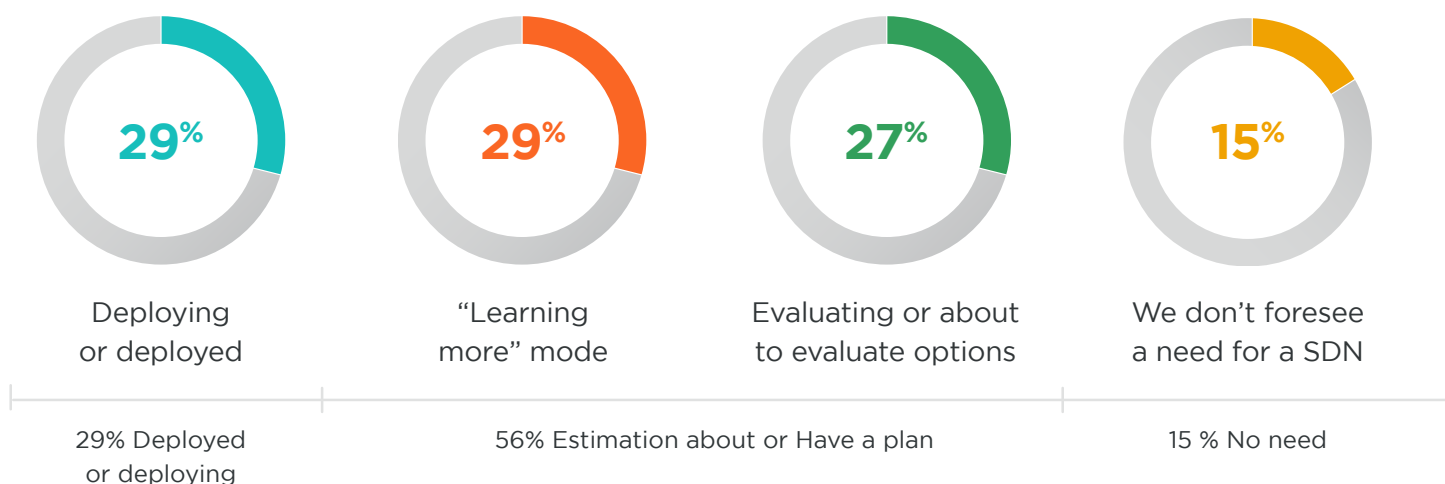 29%
29%
27%
15%
Deploying
or deployed
“Learning
more” mode
Evaluating or about
to evaluate options
We don’t foresee
a need for a SDN
29% Deployed
or deploying
56% Estimation about or Have a plan
15 % No need